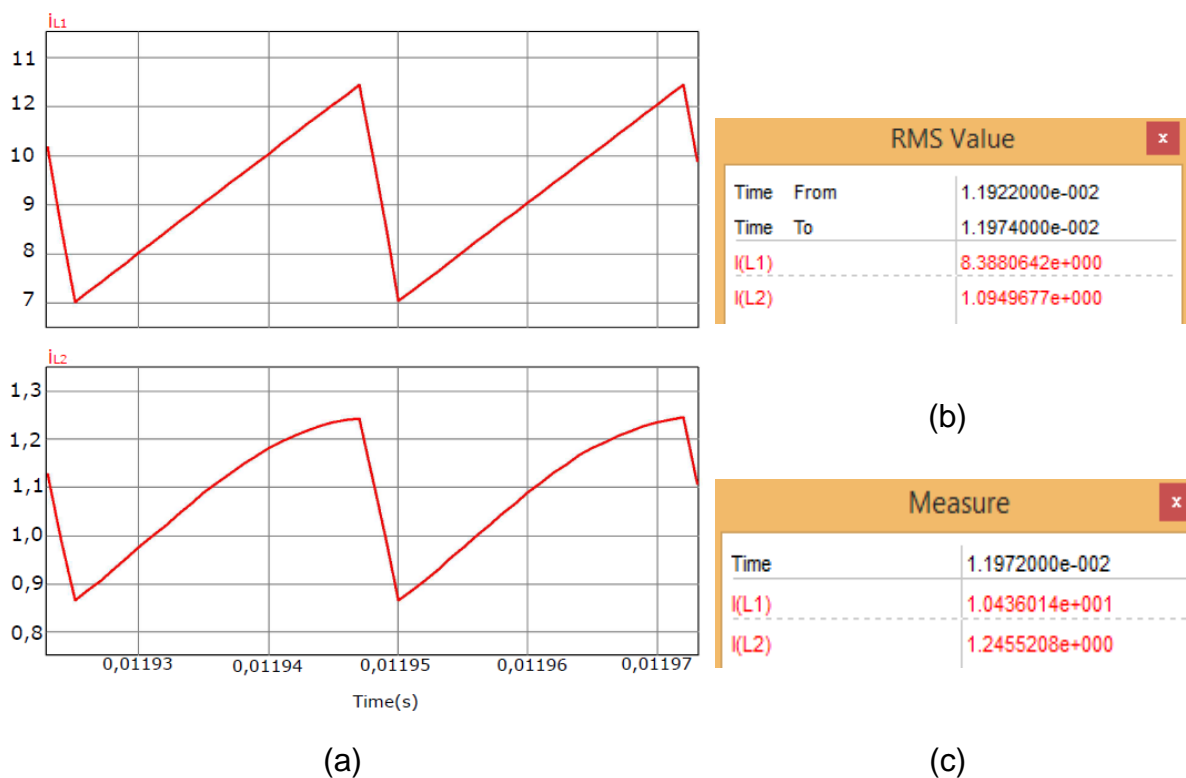 iL1
11
12
10
9
8
7
iL2
1,3
1,2
1,1
1,0
0,9
0,8
0,01193 0,01194 0,01195 0,01196 0,01197
Time(s)
(a)
RMS Value x
Time From 1.1922000e-002
Time To 1.1974000e-002
I(L1) 8.3880642e+000
I(L2) 1.0949677e+000
(b)
Measure x
Time 1.1972000e-002
I(L1) 1.0436014e+001
I(L2) 1.2455208e+000
(c)